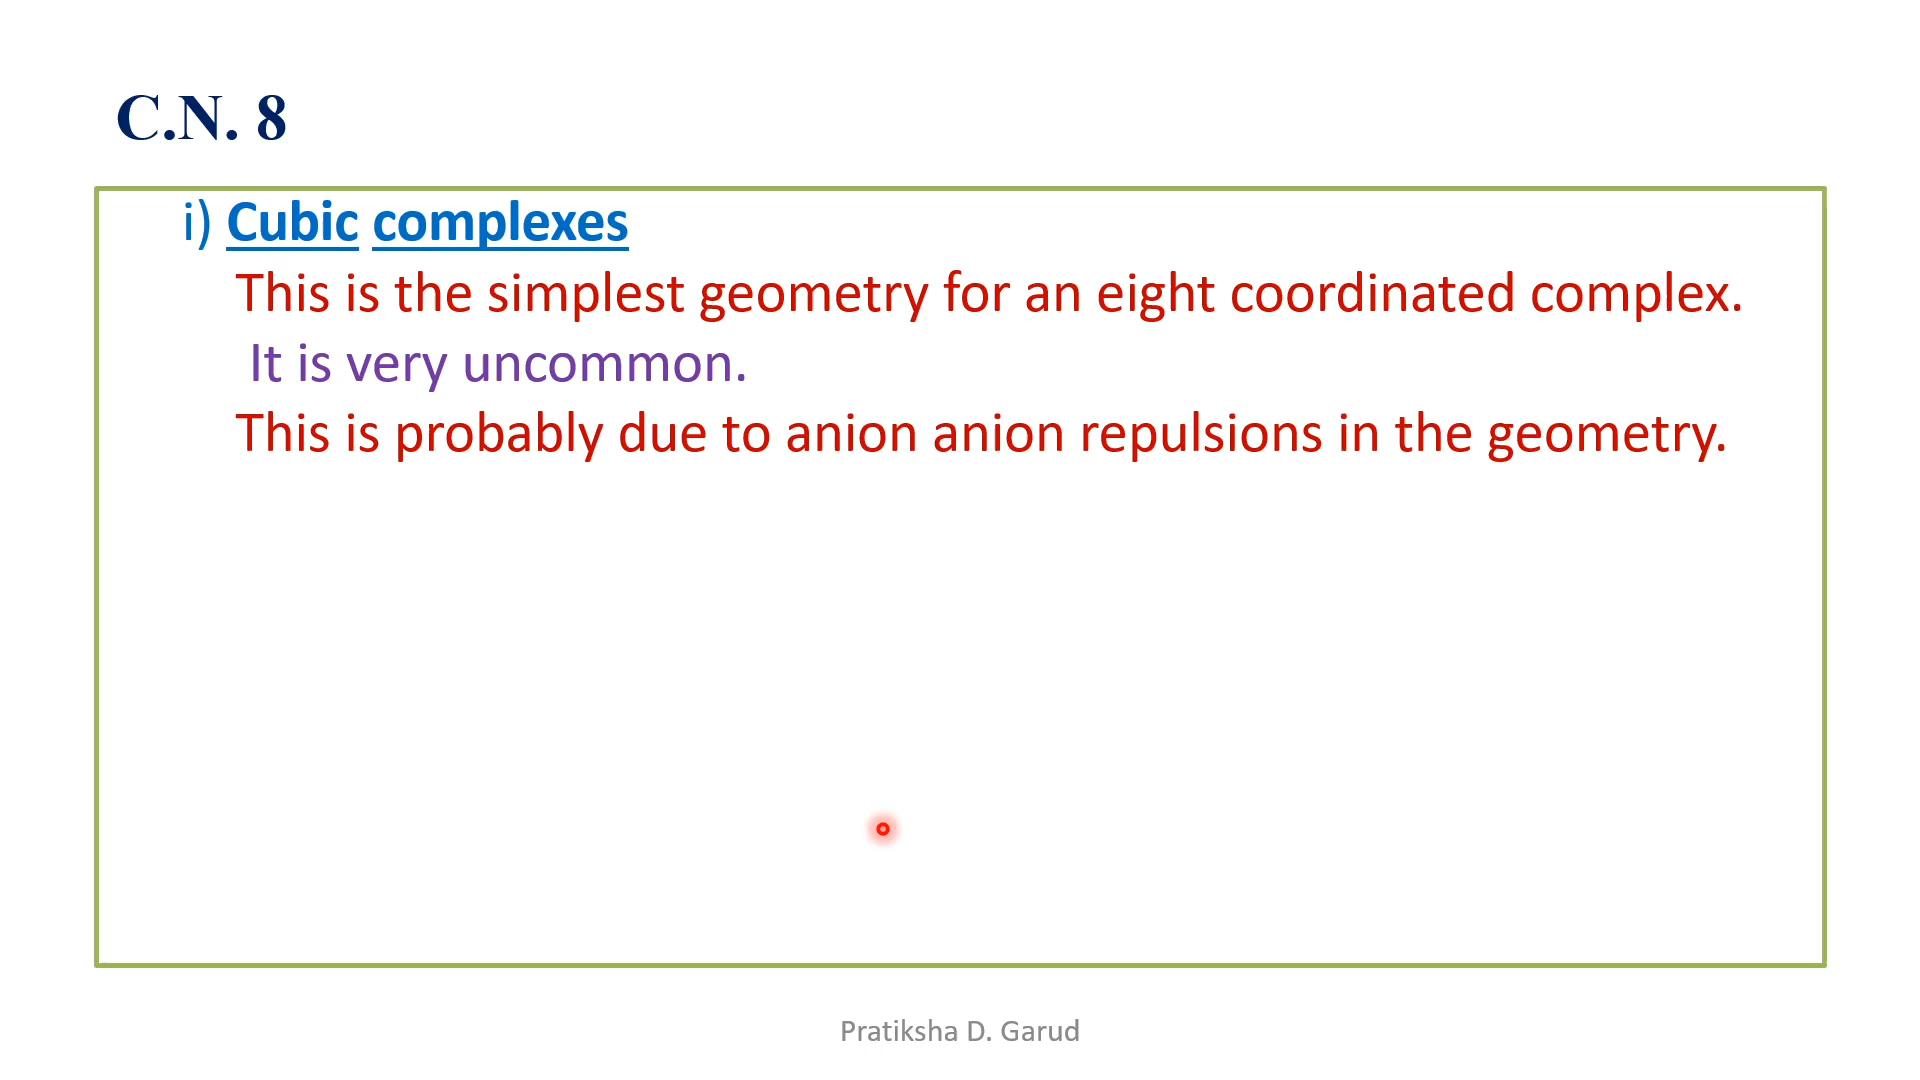 C.N. 8
i) Cubic complexes
This is the simplest geometry for an eight coordinated complex.
It is very uncommon.
This is probably due to anion anion repulsions in the geometry.
Pratiksha D. Garud